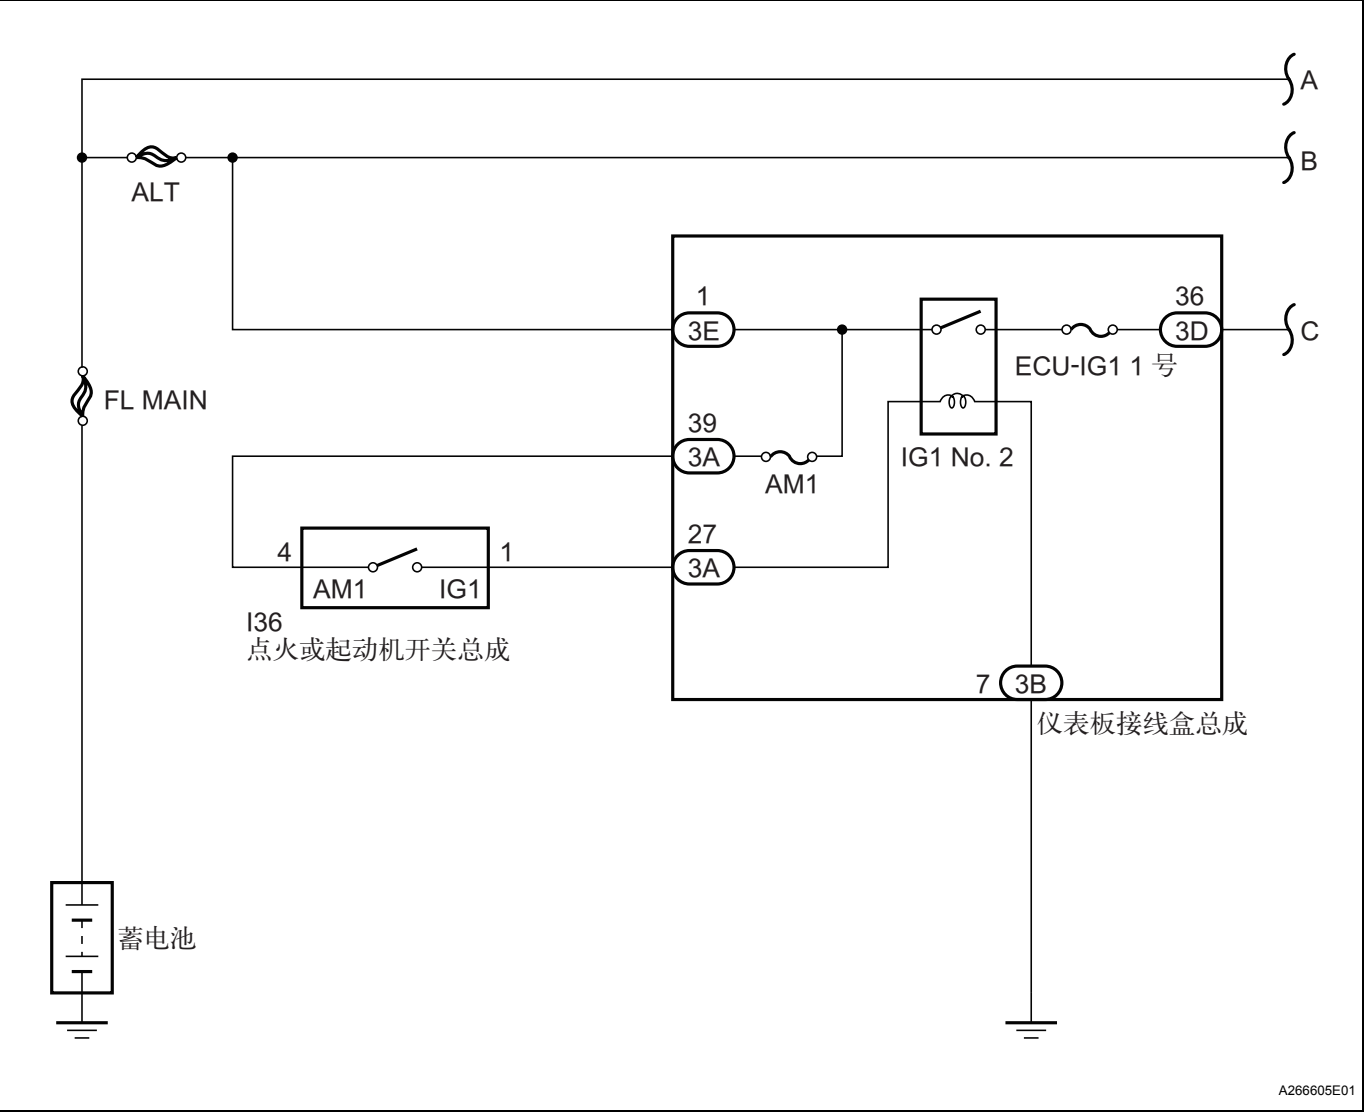 A
B
ALT
1
3E
36
3D
C
ECU-IG1 1 号
FL MAIN
39
3A
AM1
IG1 No. 2
27
3A
4
AM1
IG1
1
I36
点火或起动机开关总成
7
3B
仪表板接线盒总成
蓄电池
A266605E01